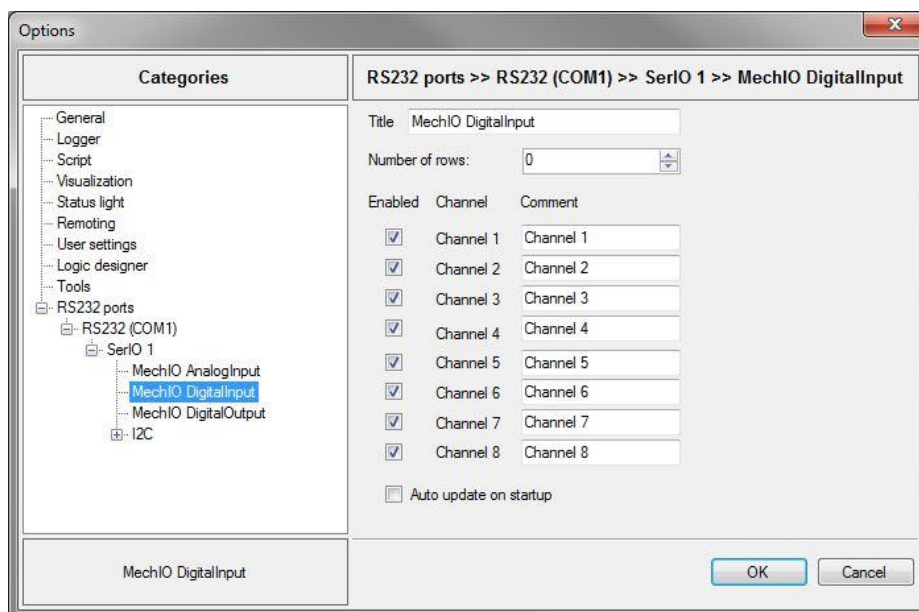 Options
Categories
General
Logger
Script
Visualization
Status light
Remoting
User settings
Logic designer
Tools
RS232 ports
RS232 (COM1)
SerIO 1
MechIO AnalogInput
MechIO DigitalInput
MechIO DigitalOutput
I2C
MechIO DigitalInput
RS232 ports >> RS232 (COM1) >> SerIO 1 >> MechIO DigitalInput
Title MechIO DigitalInput
Number of rows: 0
Enabled Channel Comment
Channel 1 Channel 1
Channel 2 Channel 2
Channel 3 Channel 3
Channel 4 Channel 4
Channel 5 Channel 5
Channel 6 Channel 6
Channel 7 Channel 7
Channel 8 Channel 8
Auto update on startup
OK Cancel